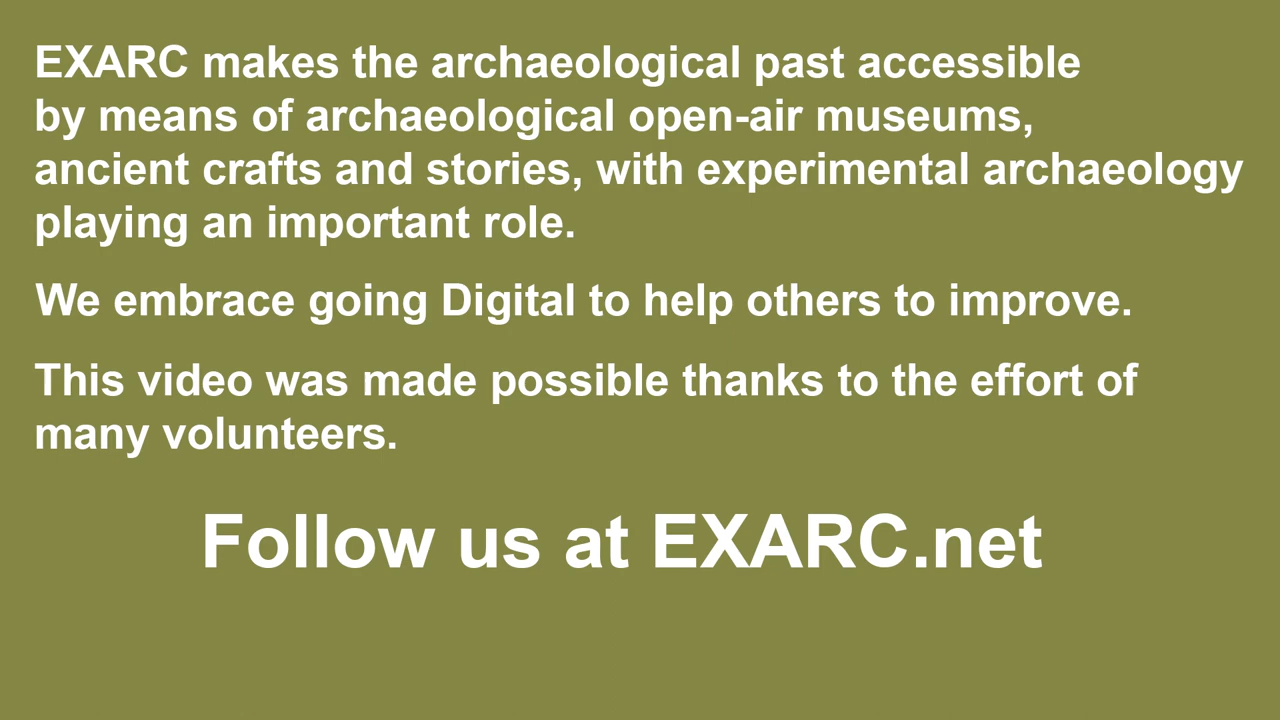 EXARC makes the archaeological past accessible
by means of archaeological open-air museums,
ancient crafts and stories, with experimental archaeology
playing an important role.
We embrace going Digital to help others to improve.
This video was made possible thanks to the effort of
many volunteers.
Follow us at EXARC.net